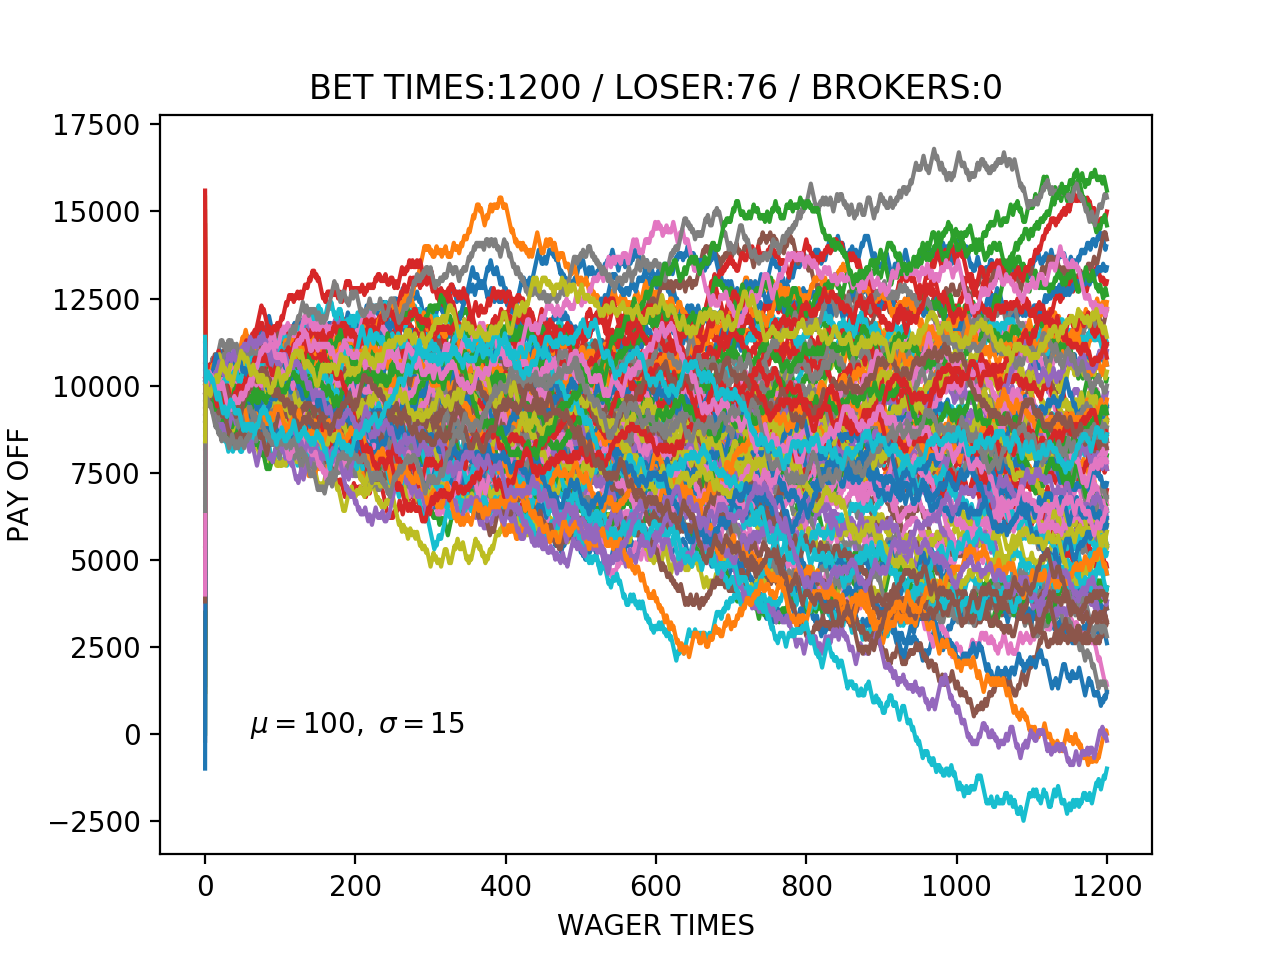 BET TIMES:1200 / LOSER:76 / BROKERS:0
17500
15000
12500
10000
7500
5000
2500
0
−2500
PAY OFF
μ = 100, σ = 15
0 200 400 600 800 1000 1200
WAGER TIMES